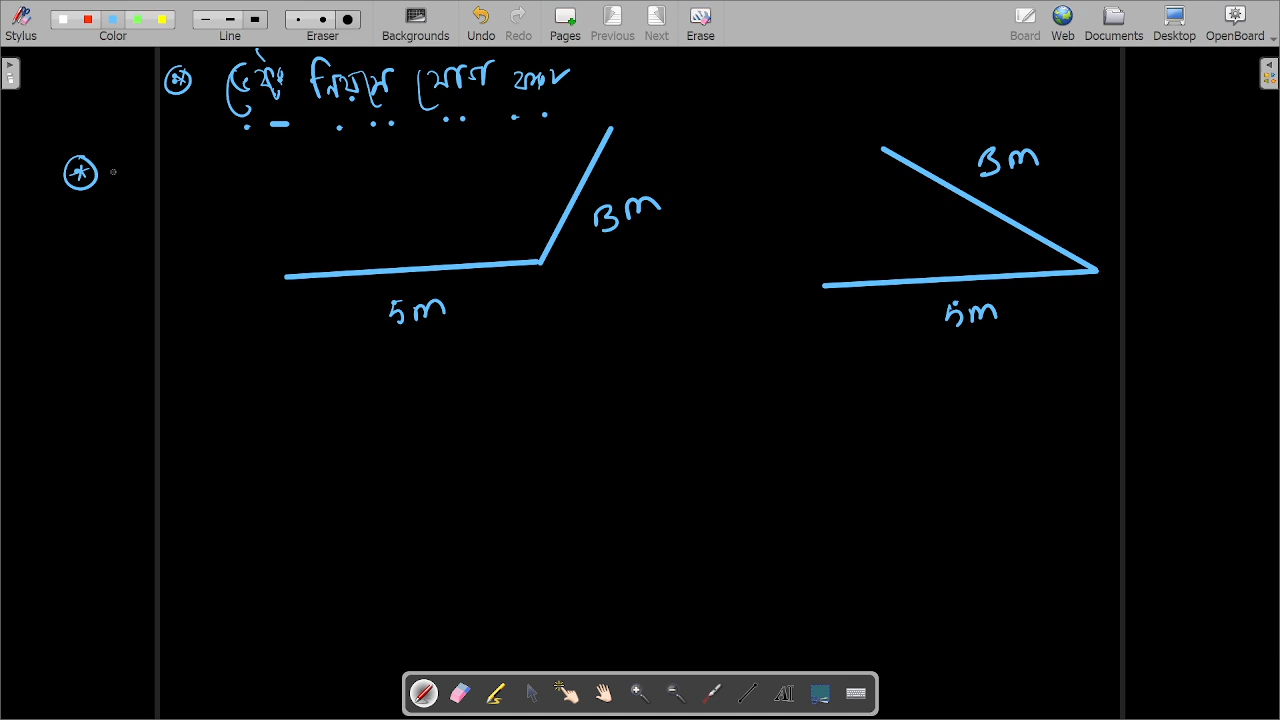 Stylus Color Line Eraser Backgrounds Undo Redo Pages Previous Next Erase Board Web Documents Desktop OpenBoard
নিয়মে যোগ কর
3m
3m
5m
5m